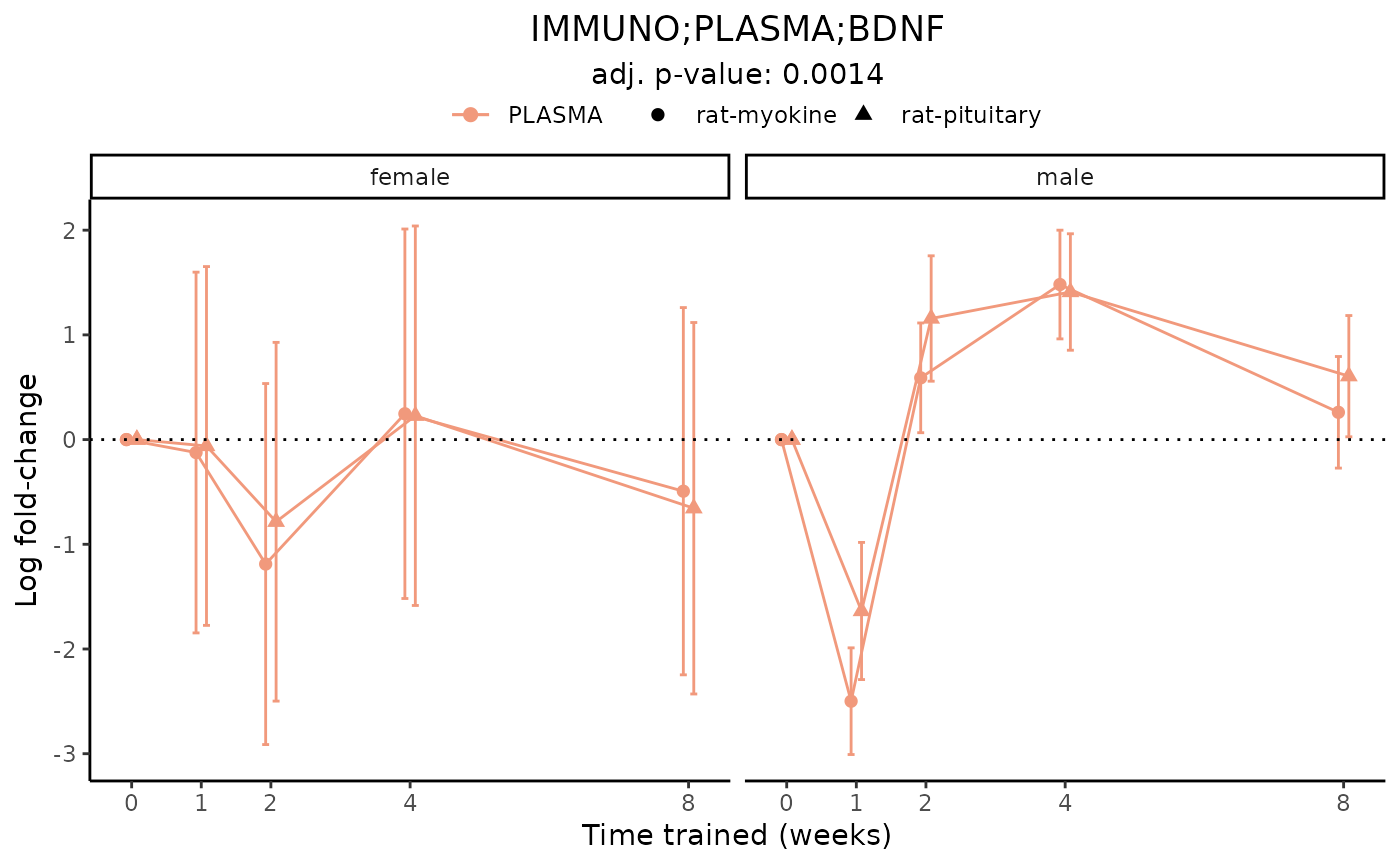 IMMUNO;PLASMA;BDNF
adj. p-value: 0.0014
PLASMA rat-myokine rat-pituitary
female male
Log fold-change
2
1
0
-1
-2
-3
0 1 2 4 8 0 1 2 4 8
Time trained (weeks)